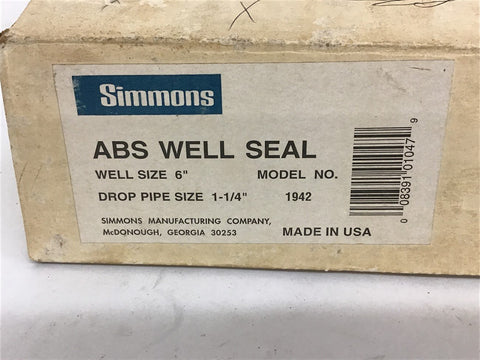 Simmons
ABS WELL SEAL
WELL SIZE 6" MODEL NO.
DROP PIPE SIZE 1-1/4" 1942
SIMMONS MANUFACTURING COMPANY,
McDONOUGH, GEORGIA 30253
MADE IN USA
0 08391 01047 9